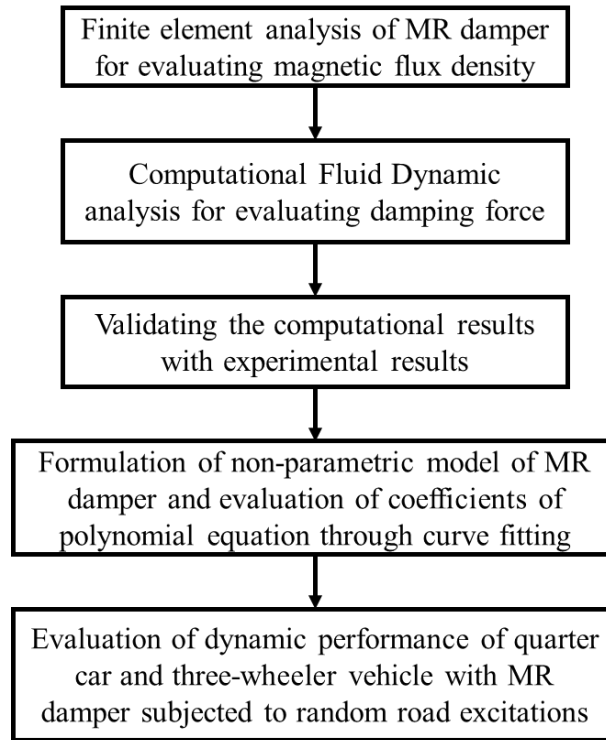 Finite element analysis of MR damper
for evaluating magnetic flux density
Computational Fluid Dynamic
analysis for evaluating damping force
Validating the computational results
with experimental results
Formulation of non-parametric model of MR
damper and evaluation of coefficients of
polynomial equation through curve fitting
Evaluation of dynamic performance of quarter
car and three-wheeler vehicle with MR
damper subjected to random road excitations